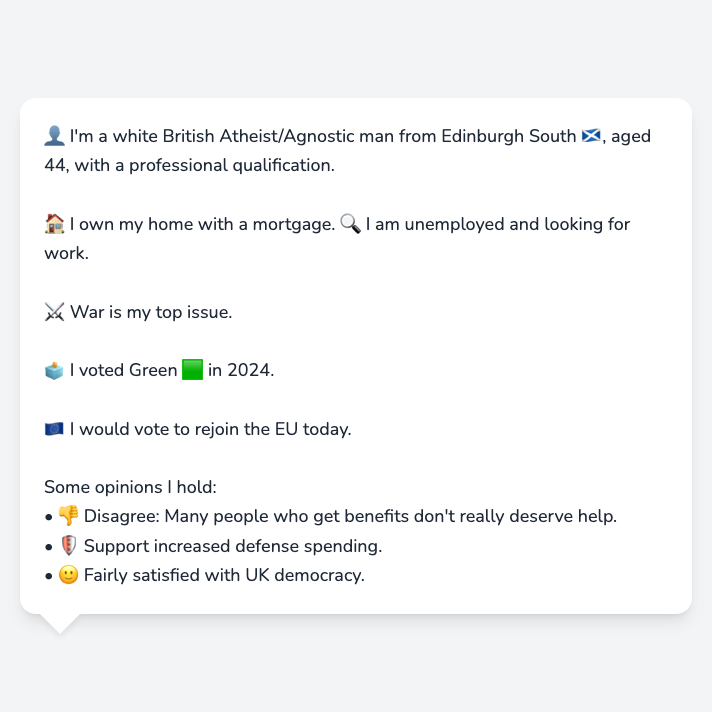 👤 I'm a white British Atheist/Agnostic man from Edinburgh South 🏴󠁧󠁢󠁳󠁣󠁴󠁿, aged
44, with a professional qualification.
🏠 I own my home with a mortgage. 🔍 I am unemployed and looking for
work.
⚔️ War is my top issue.
🗳️ I voted Green 🟩 in 2024.
🇪🇺 I would vote to rejoin the EU today.
Some opinions I hold:
• 👎 Disagree: Many people who get benefits don't really deserve help.
• 🛡️ Support increased defense spending.
• 🙂 Fairly satisfied with UK democracy.